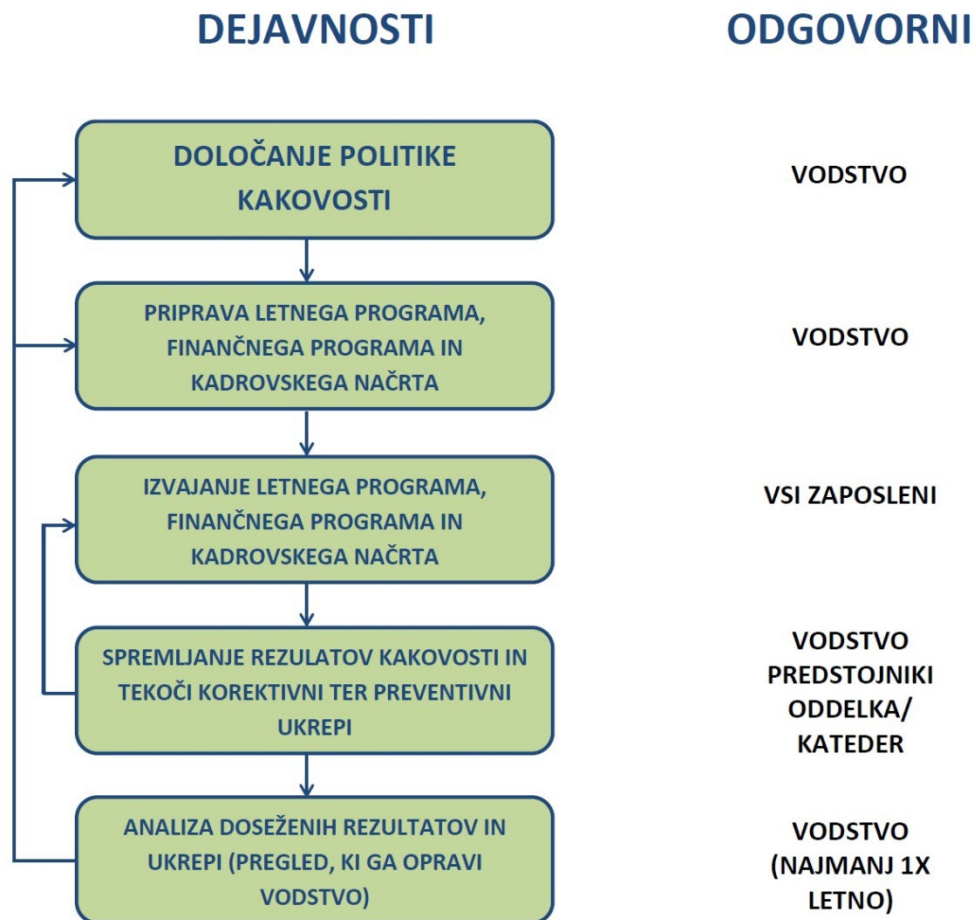 DEJAVNOSTI
ODGOVORNI
DOLOČANJE POLITIKE
KAKOVOSTI
VODSTVO
PRIPRAVA LETNEGA PROGRAMA,
FINANČNEGA PROGRAMA IN
KADROVSKEGA NAČRTA
VODSTVO
IZVAJANJE LETNEGA PROGRAMA,
FINANČNEGA PROGRAMA IN
KADROVSKEGA NAČRTA
VSI ZAPOSLENI
SPREMLJANJE REZULATOV KAKOVOSTI IN
TEKOČI KOREKTIVNI TER PREVENTIVNI
UKREPI
VODSTVO
PREDSTOJNIKI
ODDELKA/
KATEDER
ANALIZA DOSEŽENIH REZULTATOV IN
UKREPI (PREGLED, KI GA OPRAVI
VODSTVO)
VODSTVO
(NAJMANJ 1X
LETNO)